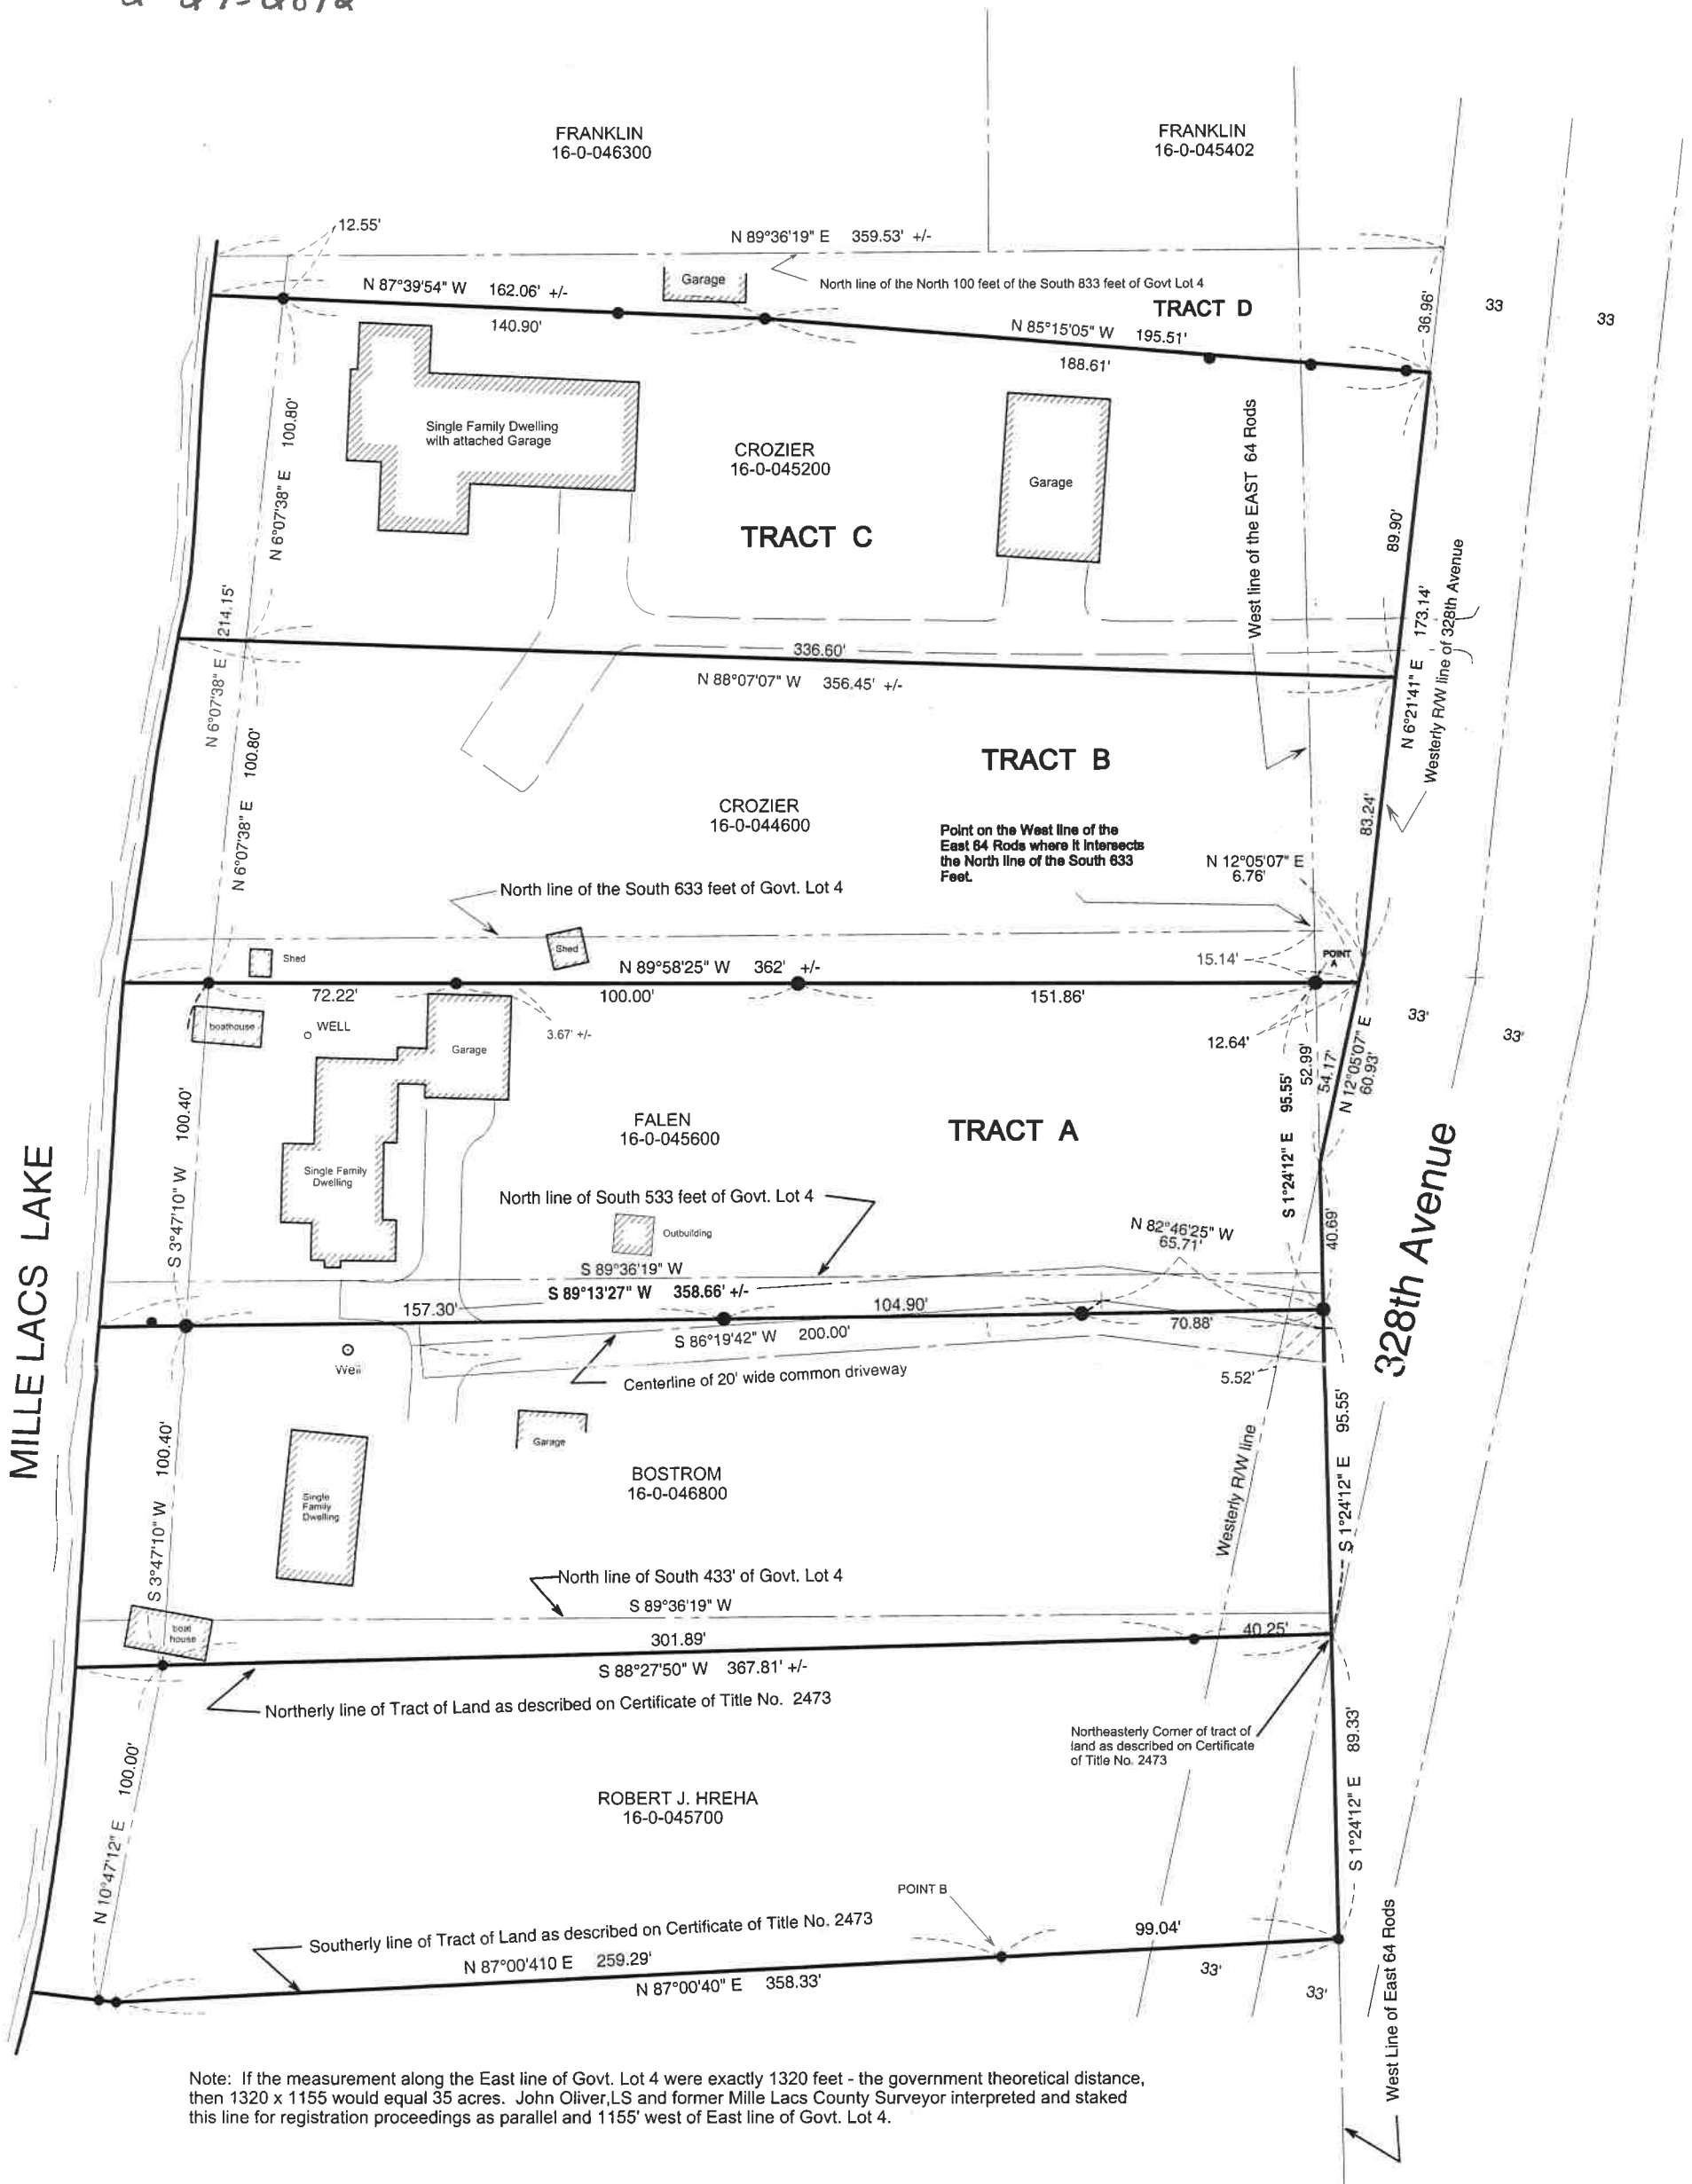 FRANKLIN
16-0-046300
FRANKLIN
16-0-045402
12.55'
N 89°36'19" E 359.53' +/-
Garage
North line of the North 100 feet of the South 833 feet of Govt Lot 4
N 87°39'54" W 162.06' +/-
140.90'
TRACT D
N 85°15'05" W 195.51'
188.61'
36.96'
33
33
Single Family Dwelling
with attached Garage
N 6°07'38" E 100.80'
CROZIER
16-0-045200
Garage
TRACT C
West line of the EAST 64 Rods
89.90'
N 6°21'41" E 173.14'
Westerly R/W line of 328th Avenue
N 6°07'38" E 214.15'
336.60'
N 88°07'07" W 356.45' +/-
N 6°07'38" E 100.80'
TRACT B
CROZIER
16-0-044600
83.24'
Point on the West line of the
East 64 Rods where it intersects
the North line of the South 633
Feet.
N 12°05'07" E
6.76'
North line of the South 633 feet of Govt. Lot 4
Shed
Shed
N 89°58'25" W 362' +/-
15.14'
POINT
A
72.22'
100.00'
151.86'
boathouse
WELL
Garage
3.67' +/-
12.64'
33'
33'
S 1°24'12" E 95.55'
52.99'
54.17'
N 12°05'07" E
60.93'
S 3°47'10" W 100.40'
FALEN
16-0-045600
TRACT A
MILLE LACS LAKE
328th Avenue
Single Family
Dwelling
North line of South 533 feet of Govt. Lot 4
Outbuilding
N 82°46'25" W
65.71'
40.69'
S 89°36'19" W
S 89°13'27" W 358.66' +/-
157.30'
104.90'
70.88'
S 86°19'42" W 200.00'
Well
Centerline of 20' wide common driveway
5.52'
S 1°24'12" E 95.55'
Westerly R/W line
Garage
S 3°47'10" W 100.40'
BOSTROM
16-0-046800
Single
Family
Dwelling
North line of South 433' of Govt. Lot 4
S 89°36'19" W
boat
house
301.89'
40.25'
S 88°27'50" W 367.81' +/-
Northerly line of Tract of Land as described on Certificate of Title No. 2473
Northeasterly Corner of tract of
land as described on Certificate
of Title No. 2473
S 1°24'12" E 89.33'
N 10°47'12" E 100.00'
ROBERT J. HREHA
16-0-045700
POINT B
Southerly line of Tract of Land as described on Certificate of Title No. 2473
N 87°00'410 E 259.29'
99.04'
N 87°00'40" E 358.33'
33'
33'
West Line of East 64 Rods
Note: If the measurement along the East line of Govt. Lot 4 were exactly 1320 feet - the government theoretical distance,
then 1320 x 1155 would equal 35 acres. John Oliver,LS and former Mille Lacs County Surveyor interpreted and staked
this line for registration proceedings as parallel and 1155' west of East line of Govt. Lot 4.